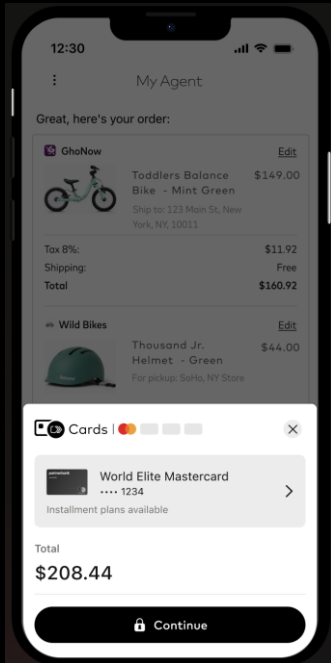 12:30
My Agent
Great, here's your order:
GhoNow
Edit
Toddlers Balance
Bike - Mint Green
$149.00
Ship to: 123 Main St, New
York, NY, 10011
Tax 8%:
$11.92
Shipping:
Free
Total
$160.92
Wild Bikes
Edit
Thousand Jr.
Helmet - Green
$44.00
For pickup: SoHo, NY Store
Cards
World Elite Mastercard
•••• 1234
Installment plans available
Total
$208.44
Continue